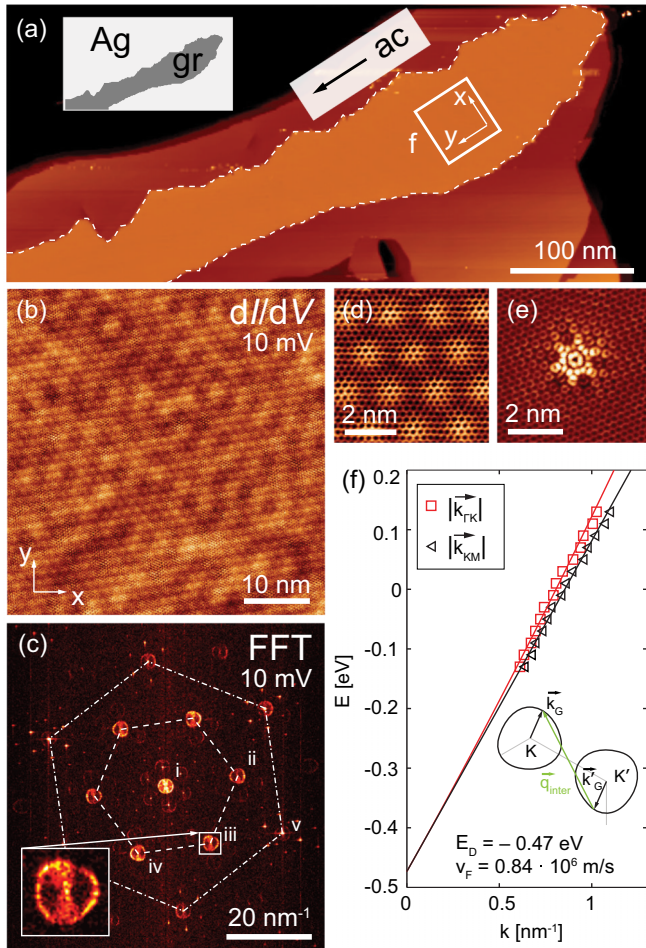 (a)
Ag
gr
ac
x
y
f
100 nm
(b)
dI/dV
10 mV
y
x
10 nm
(c)
FFT
10 mV
i
ii
iii
iv
v
20 nm⁻¹
(d)
2 nm
(e)
2 nm
(f)
0.2
0.1
0
-0.1
-0.2
-0.3
-0.4
-0.5
E [eV]
|k⃗ΓK|
|k⃗KM|
k⃗G
K
k⃗'G
K'
q⃗inter
E_D = − 0.47 eV
v_F = 0.84 · 10⁶ m/s
0
0.5
1
k [nm⁻¹]